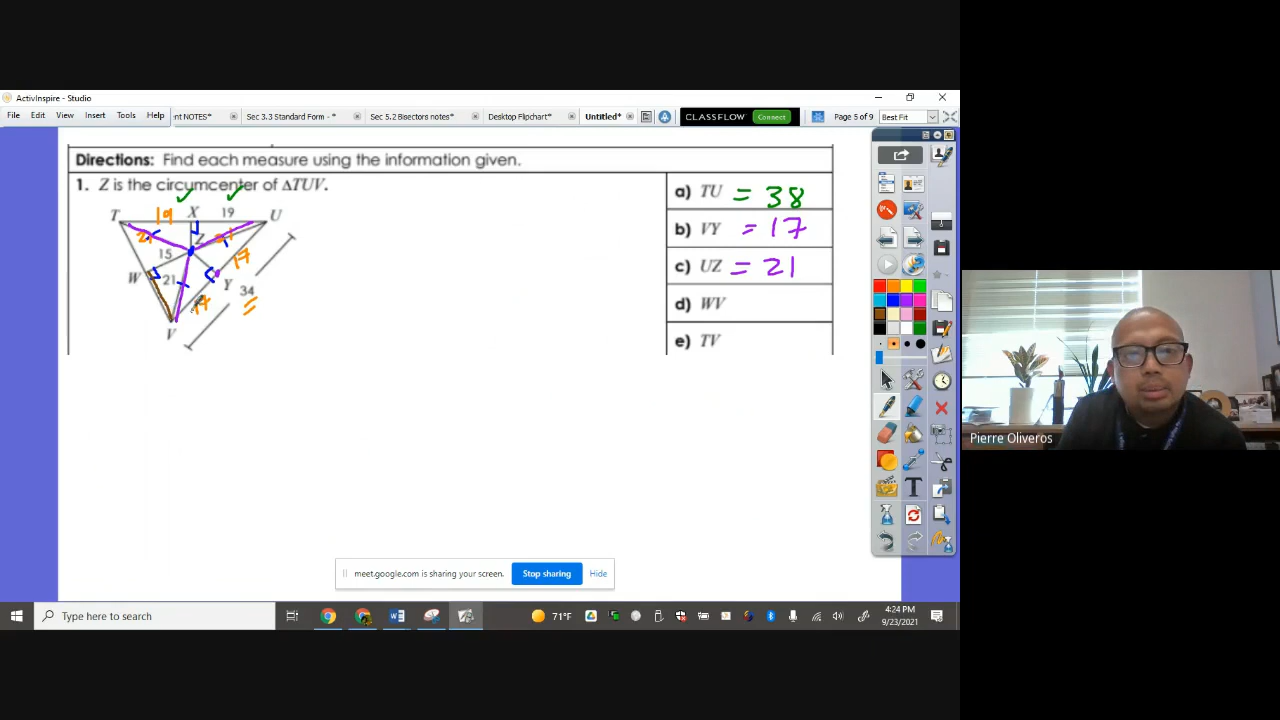 ActivInspire - Studio
File Edit View Insert Tools Help nt NOTES* Sec 3.3 Standard Form - * Sec 5.2 Bisectors notes* Desktop Flipchart* Untitled* CLASSFLOW Connect Page 5 of 9 Best Fit
Directions: Find each measure using the information given.
1. Z is the circumcenter of ΔTUV.
T 19 X 19 U
21 Z 21
15 17
W 21 Y 34
17
V
a) TU = 38
b) VY = 17
c) UZ = 21
d) WV
e) TV
Pierre Oliveros
meet.google.com is sharing your screen. Stop sharing Hide
Type here to search 71°F 4:24 PM
9/23/2021